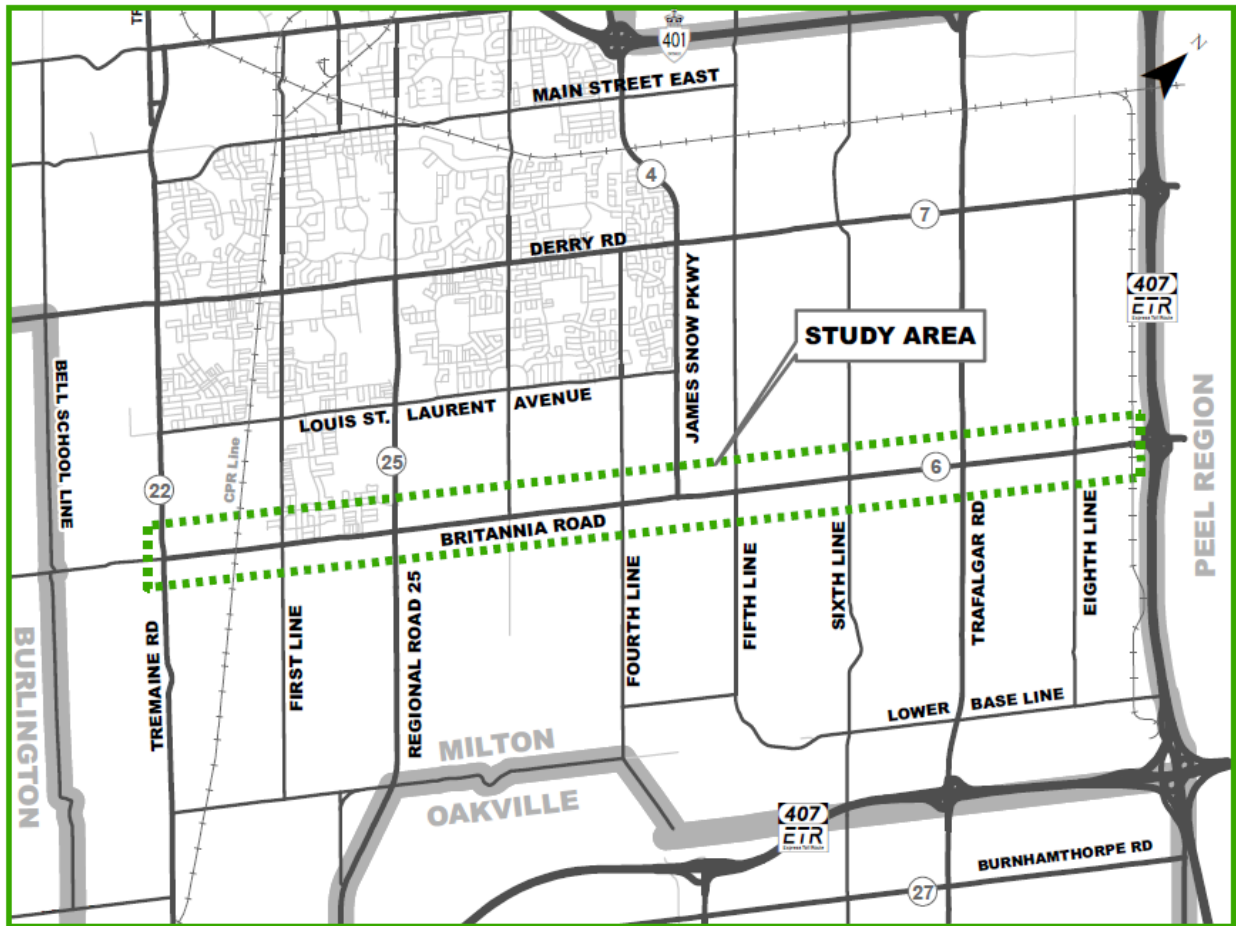 TR
401
N
MAIN STREET EAST
4
7
DERRY RD
407
ETR
Express Toll Route
STUDY AREA
JAMES SNOW PKWY
BELL SCHOOL LINE
LOUIS ST. LAURENT AVENUE
PEEL REGION
CPR Line
25
22
6
BRITANNIA ROAD
TREMAINE RD
FIRST LINE
REGIONAL ROAD 25
FOURTH LINE
FIFTH LINE
SIXTH LINE
TRAFALGAR RD
EIGHTH LINE
BURLINGTON
LOWER BASE LINE
MILTON
OAKVILLE
407
ETR
Express Toll Route
BURNHAMTHORPE RD
27